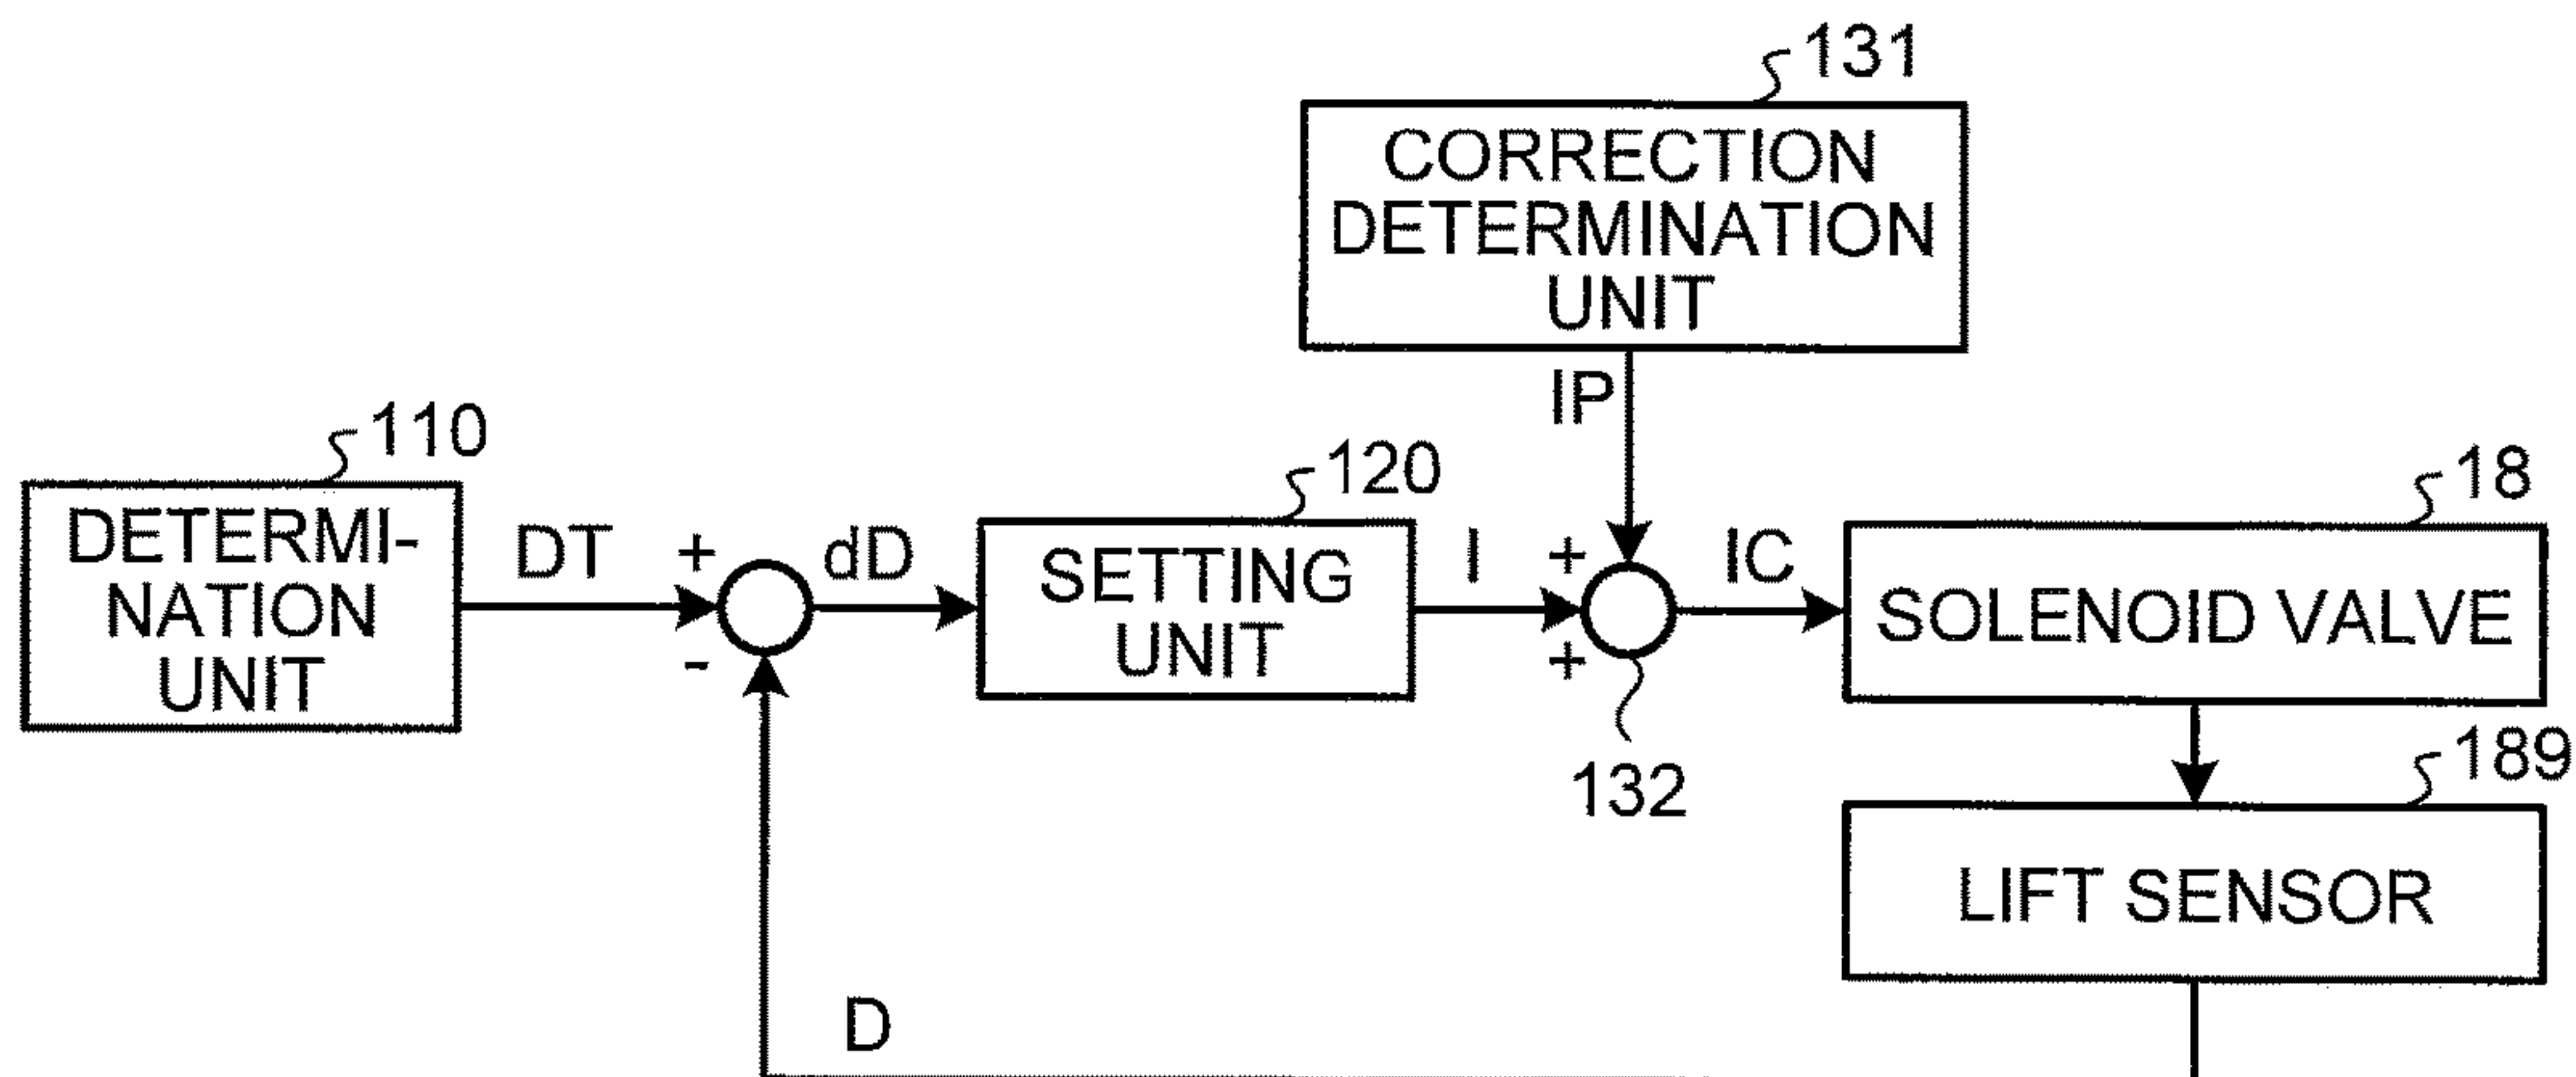 131
CORRECTION
DETERMINATION
UNIT
IP
110
DETERMI-
NATION
UNIT
DT
+
-
dD
120
SETTING
UNIT
I
+
+
132
IC
18
SOLENOID VALVE
189
LIFT SENSOR
D